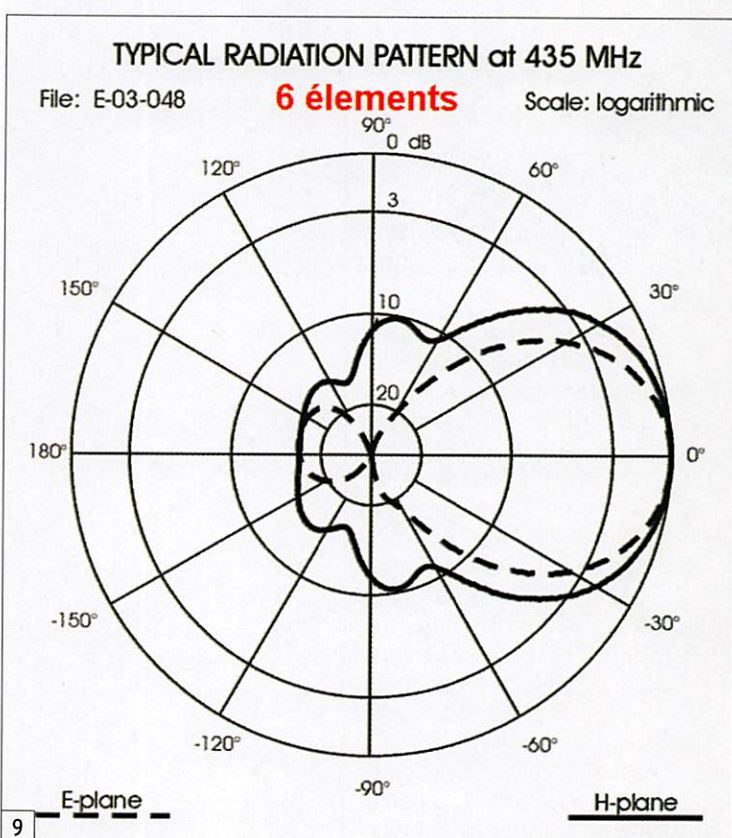 TYPICAL RADIATION PATTERN at 435 MHz
File: E-03-048
6 élements
Scale: logarithmic
90°
0 dB
120°
60°
3
150°
30°
10
20
180°
0°
-150°
-30°
-120°
-60°
-90°
E-plane
H-plane
9